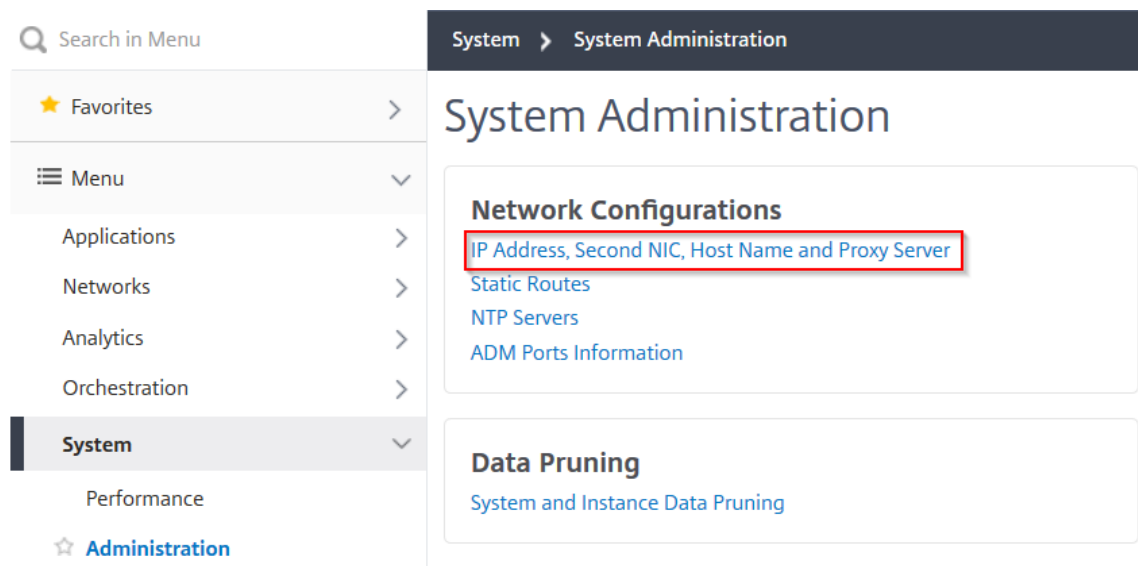 Search in Menu
Favorites
Menu
Applications
Networks
Analytics
Orchestration
System
Performance
Administration
System > System Administration
System Administration
Network Configurations
IP Address, Second NIC, Host Name and Proxy Server
Static Routes
NTP Servers
ADM Ports Information
Data Pruning
System and Instance Data Pruning